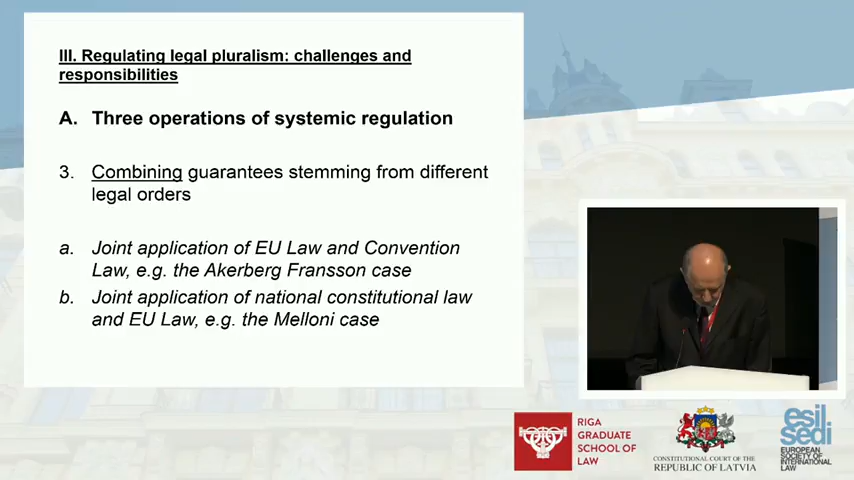 III. Regulating legal pluralism: challenges and
responsibilities
A. Three operations of systemic regulation
3. Combining guarantees stemming from different
legal orders
a. Joint application of EU Law and Convention
Law, e.g. the Akerberg Fransson case
b. Joint application of national constitutional law
and EU Law, e.g. the Melloni case
RIGA
GRADUATE
SCHOOL OF
LAW
CONSTITUTIONAL COURT OF THE
REPUBLIC OF LATVIA
esil
sedi
EUROPEAN
SOCIETY OF
INTERNATIONAL
LAW